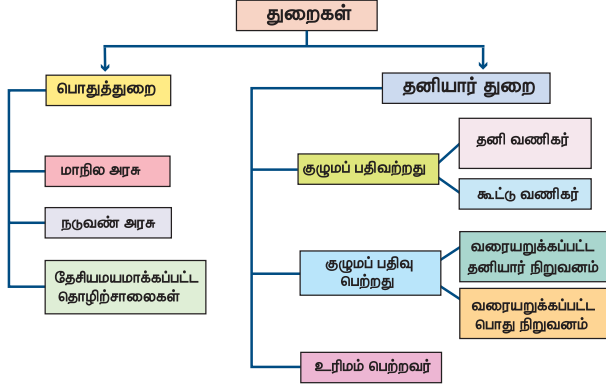 துறைகள்
பொதுத்துறை
மாநில அரசு
நடுவண் அரசு
தேசியமயமாக்கப்பட்ட
தொழிற்சாலைகள்
தனியார் துறை
குழுமப் பதிவற்றது
தனி வணிகர்
கூட்டு வணிகர்
குழுமப் பதிவு
பெற்றது
வரையறுக்கப்பட்ட
தனியார் நிறுவனம்
வரையறுக்கப்பட்ட
பொது நிறுவனம்
உரிமம் பெற்றவர்